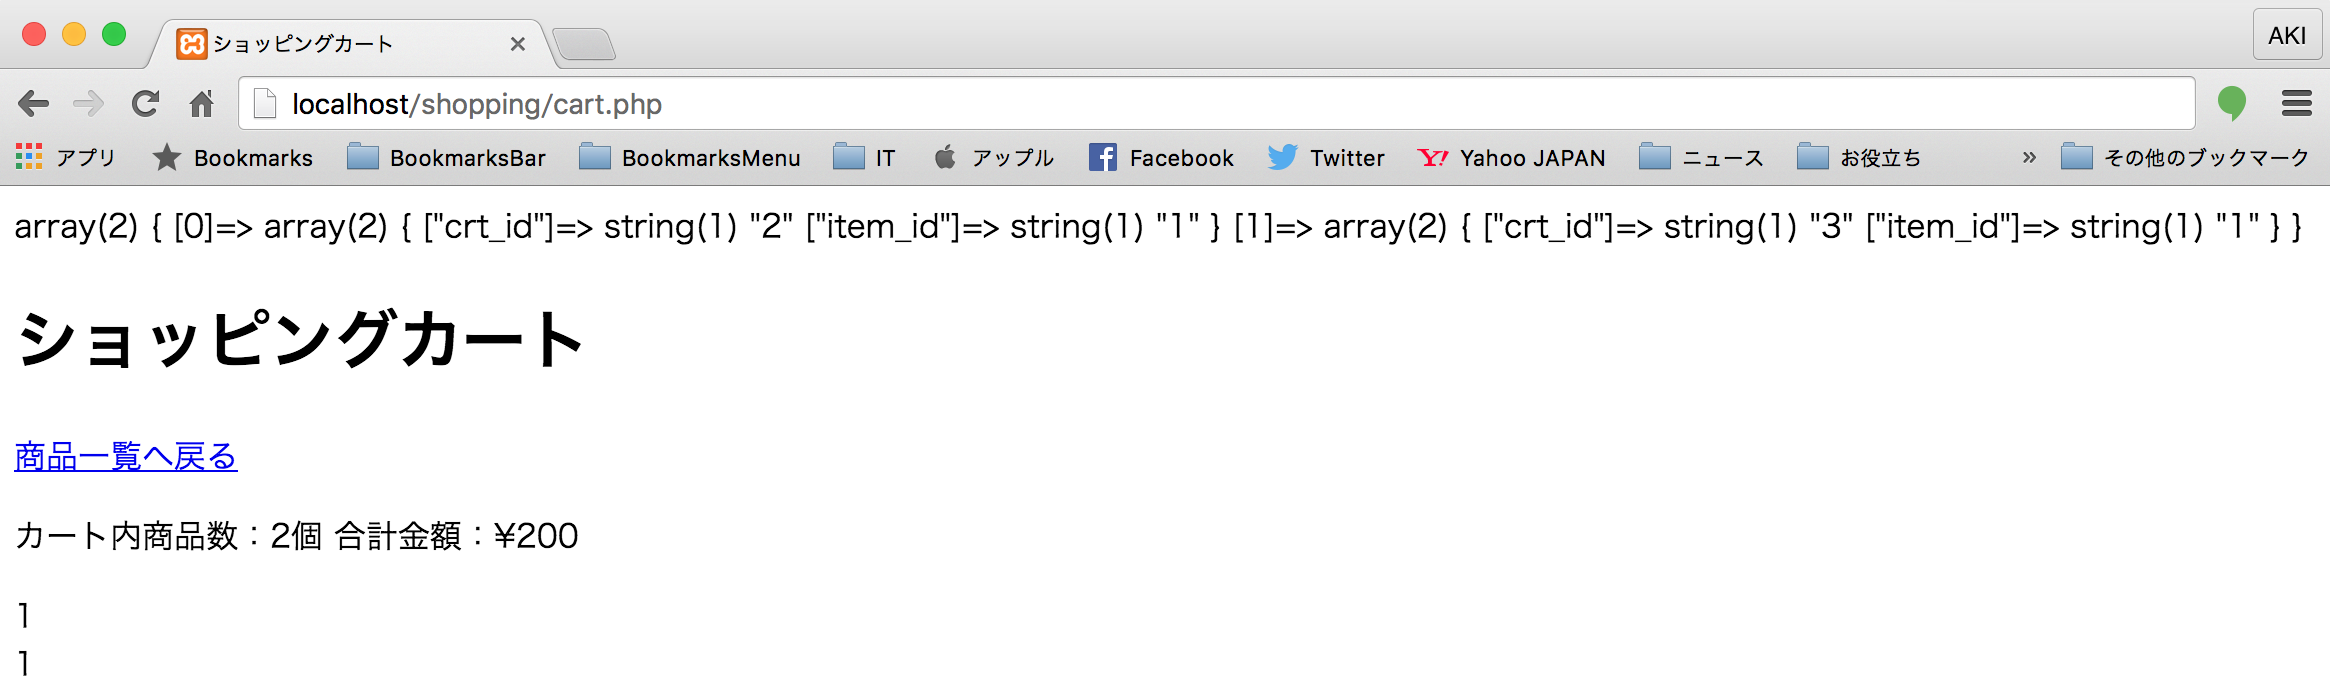 ショッピングカート
AKI
localhost/shopping/cart.php
アプリ Bookmarks BookmarksBar BookmarksMenu IT アップル Facebook Twitter Yahoo JAPAN ニュース お役立ち » その他のブックマーク
array(2) { [0]=> array(2) { ["crt_id"]=> string(1) "2" ["item_id"]=> string(1) "1" } [1]=> array(2) { ["crt_id"]=> string(1) "3" ["item_id"]=> string(1) "1" } }
ショッピングカート
商品一覧へ戻る
カート内商品数：2個 合計金額：¥200
1
1